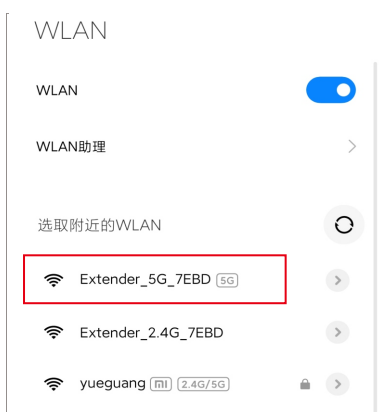 WLAN
WLAN
WLAN助理
选取附近的WLAN
Extender_5G_7EBD 5G
Extender_2.4G_7EBD
yueguang MI 2.4G/5G